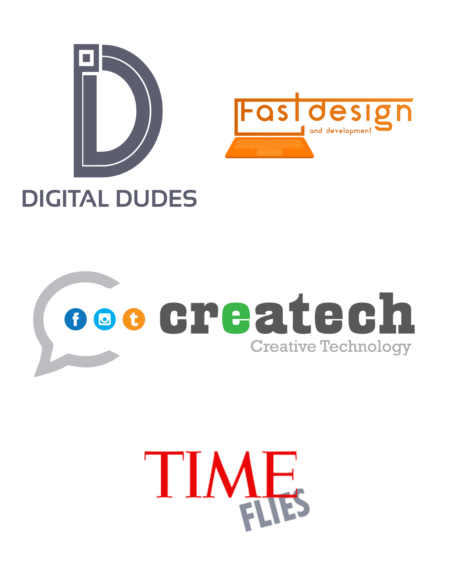 DIGITAL DUDES
Fastdesign
and development
f t
createch
Creative Technology
TIME
FLIES